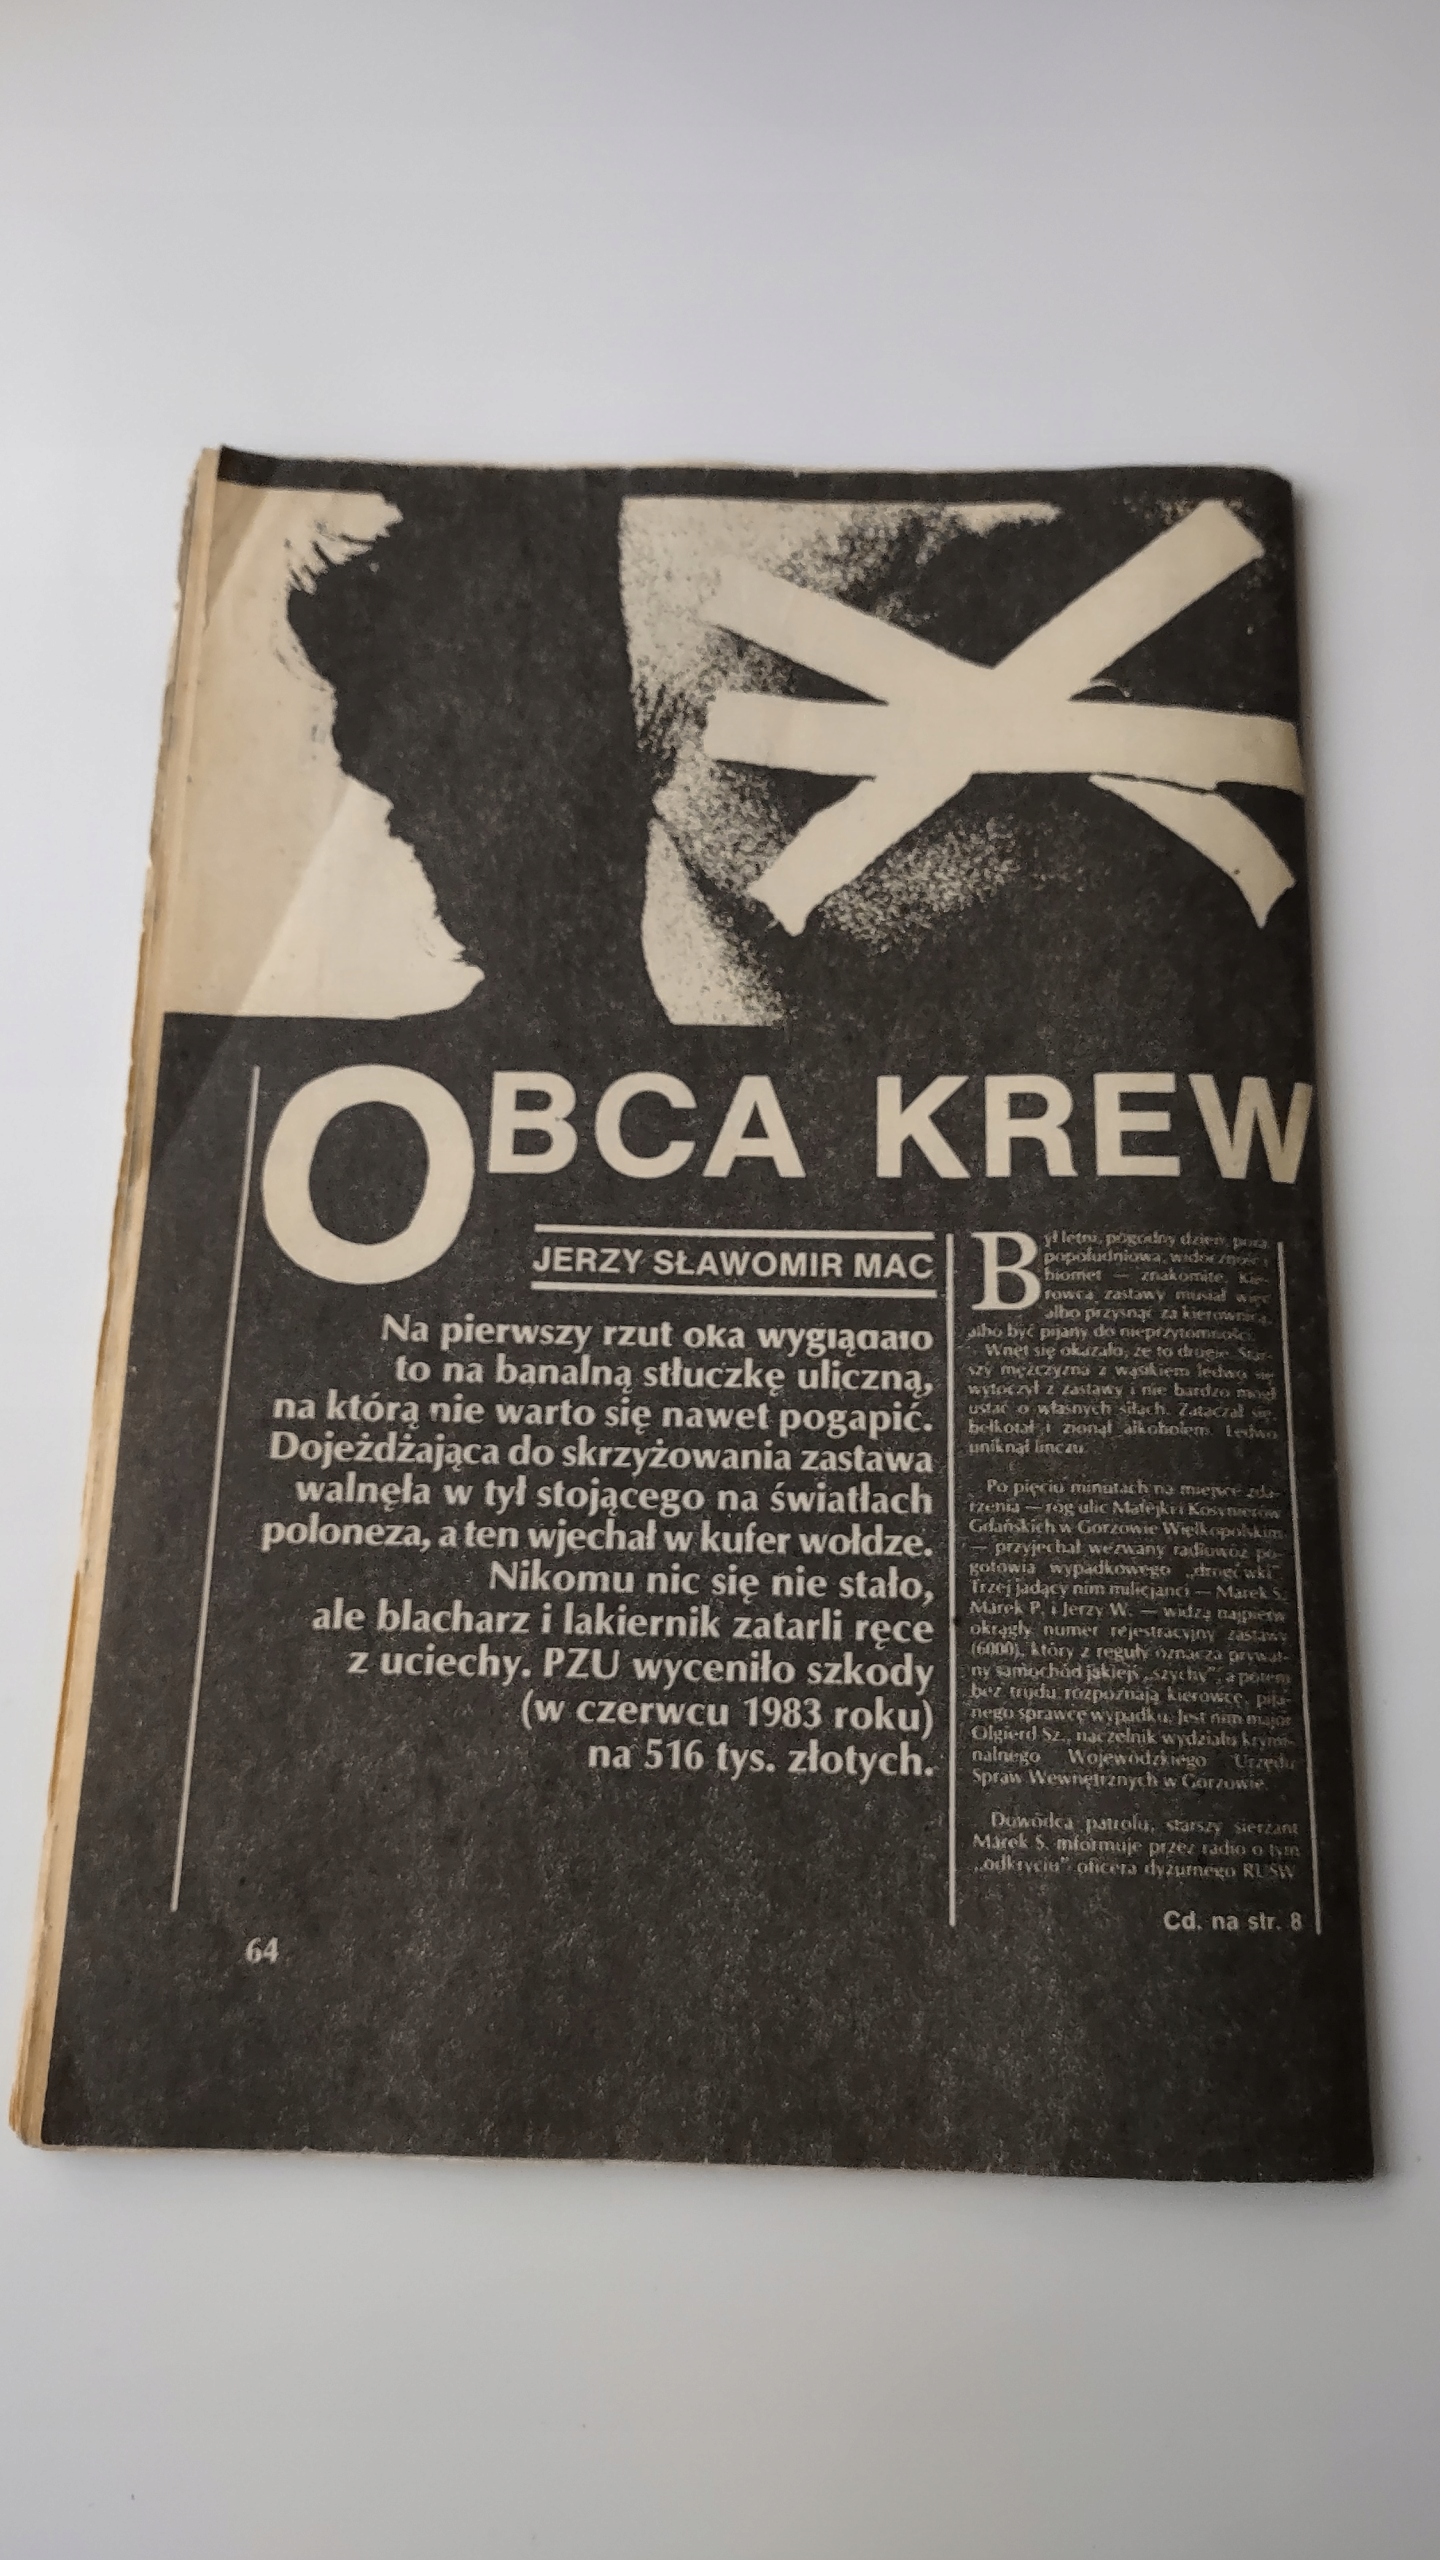 OBCA KREW
JERZY SŁAWOMIR MAC
Na pierwszy rzut oka wyglądało
to na banalną stłuczkę uliczną,
na którą nie warto się nawet pogapić.
Dojeżdżająca do skrzyżowania zastawa
walnęła w tył stojącego na światłach
poloneza, a ten wjechał w kufer wołdze.
Nikomu nic się nie stało,
ale blacharz i lakiernik zatarli ręce
z uciechy. PZU wyceniło szkody
(w czerwcu 1983 roku)
na 516 tys. złotych.
Był letni, pogodny dzień, pora
popołudniowa, widoczność i
biomet — znakomite. Kie-
rowca zastawy musiał więc
albo przysnąć za kierownicą,
albo być pijany do nieprzytomności.
Wnet się okazało, że to drugie. Star-
szy mężczyzna z wąsikiem ledwo się
wytoczył z zastawy i nie bardzo mógł
ustać o własnych siłach. Zataczał się,
bełkotał i zionął alkoholem. Ledwo
uniknął linczu.
Po pięciu minutach na miejsce zda-
rzenia — róg ulic Matejki i Kosynierów
Gdańskich w Gorzowie Wielkopolskim
— przyjechał wezwany radiowóz po-
gotowia wypadkowego „drogówki”.
Trzej jadący nim milicjanci — Marek S.,
Marek P. i Jerzy W. — widzą najpierw
okrągły numer rejestracyjny zastawy
(6000), który z reguły oznacza prywat-
ny samochód jakiejś „szychy”, a potem
bez trudu rozpoznają kierowcę, pija-
nego sprawcę wypadku. Jest nim major
Olgierd Sz., naczelnik wydziału krymi-
nalnego Wojewódzkiego Urzędu
Spraw Wewnętrznych w Gorzowie.
Dowódca patrolu, starszy sierżant
Marek S. informuje przez radio o tym
„odkryciu” oficera dyżurnego RUSW
Cd. na str. 8
64